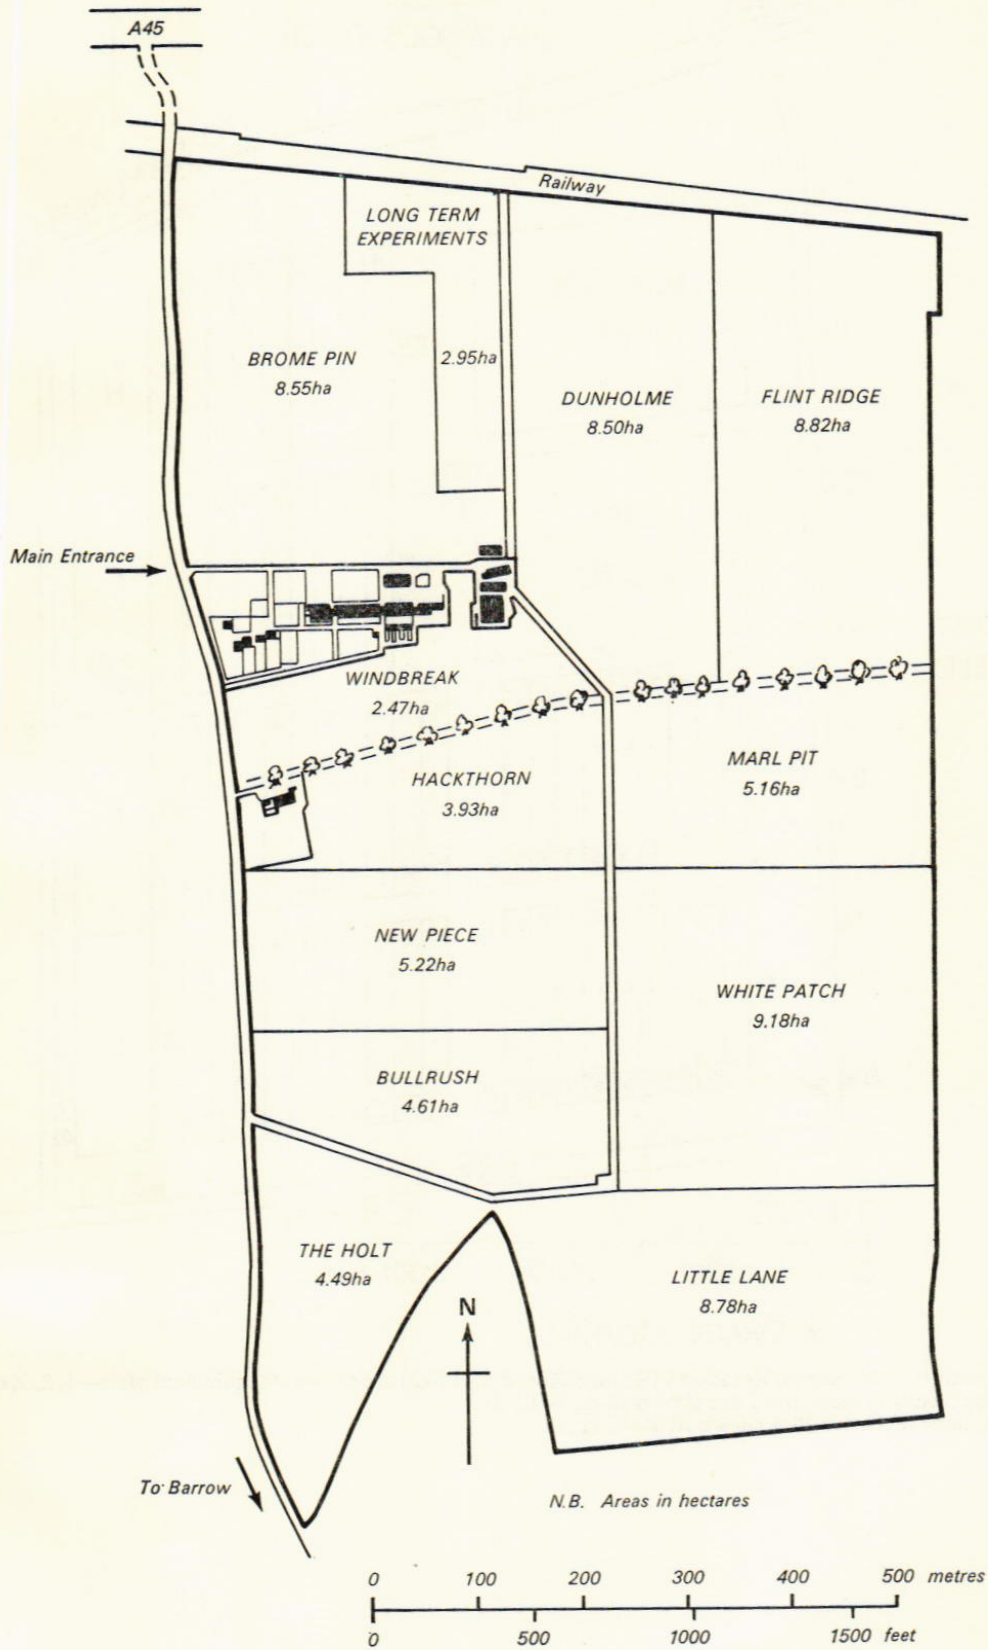 A45
Railway
LONG TERM
EXPERIMENTS
BROME PIN
8.55ha
2.95ha
DUNHOLME
8.50ha
FLINT RIDGE
8.82ha
Main Entrance
WINDBREAK
2.47ha
HACKTHORN
3.93ha
MARL PIT
5.16ha
NEW PIECE
5.22ha
WHITE PATCH
9.18ha
BULLRUSH
4.61ha
THE HOLT
4.49ha
LITTLE LANE
8.78ha
N
To Barrow
N.B. Areas in hectares
0 100 200 300 400 500 metres
0 500 1000 1500 feet